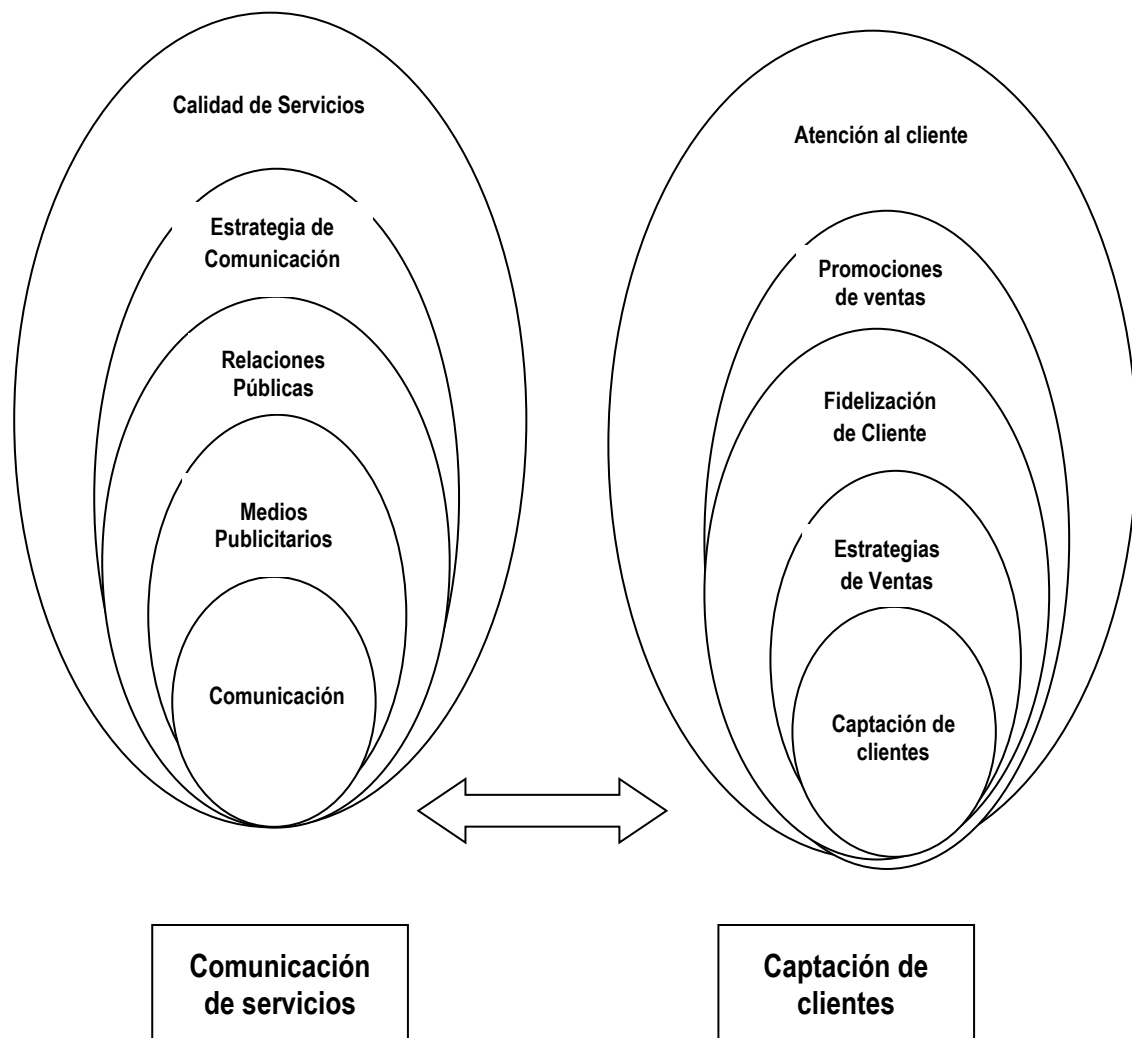 Calidad de Servicios
Estrategia de
Comunicación
Relaciones
Públicas
Medios
Publicitarios
Comunicación
Atención al cliente
Promociones
de ventas
Fidelización
de Cliente
Estrategias
de Ventas
Captación de
clientes
Comunicación
de servicios
Captación de
clientes